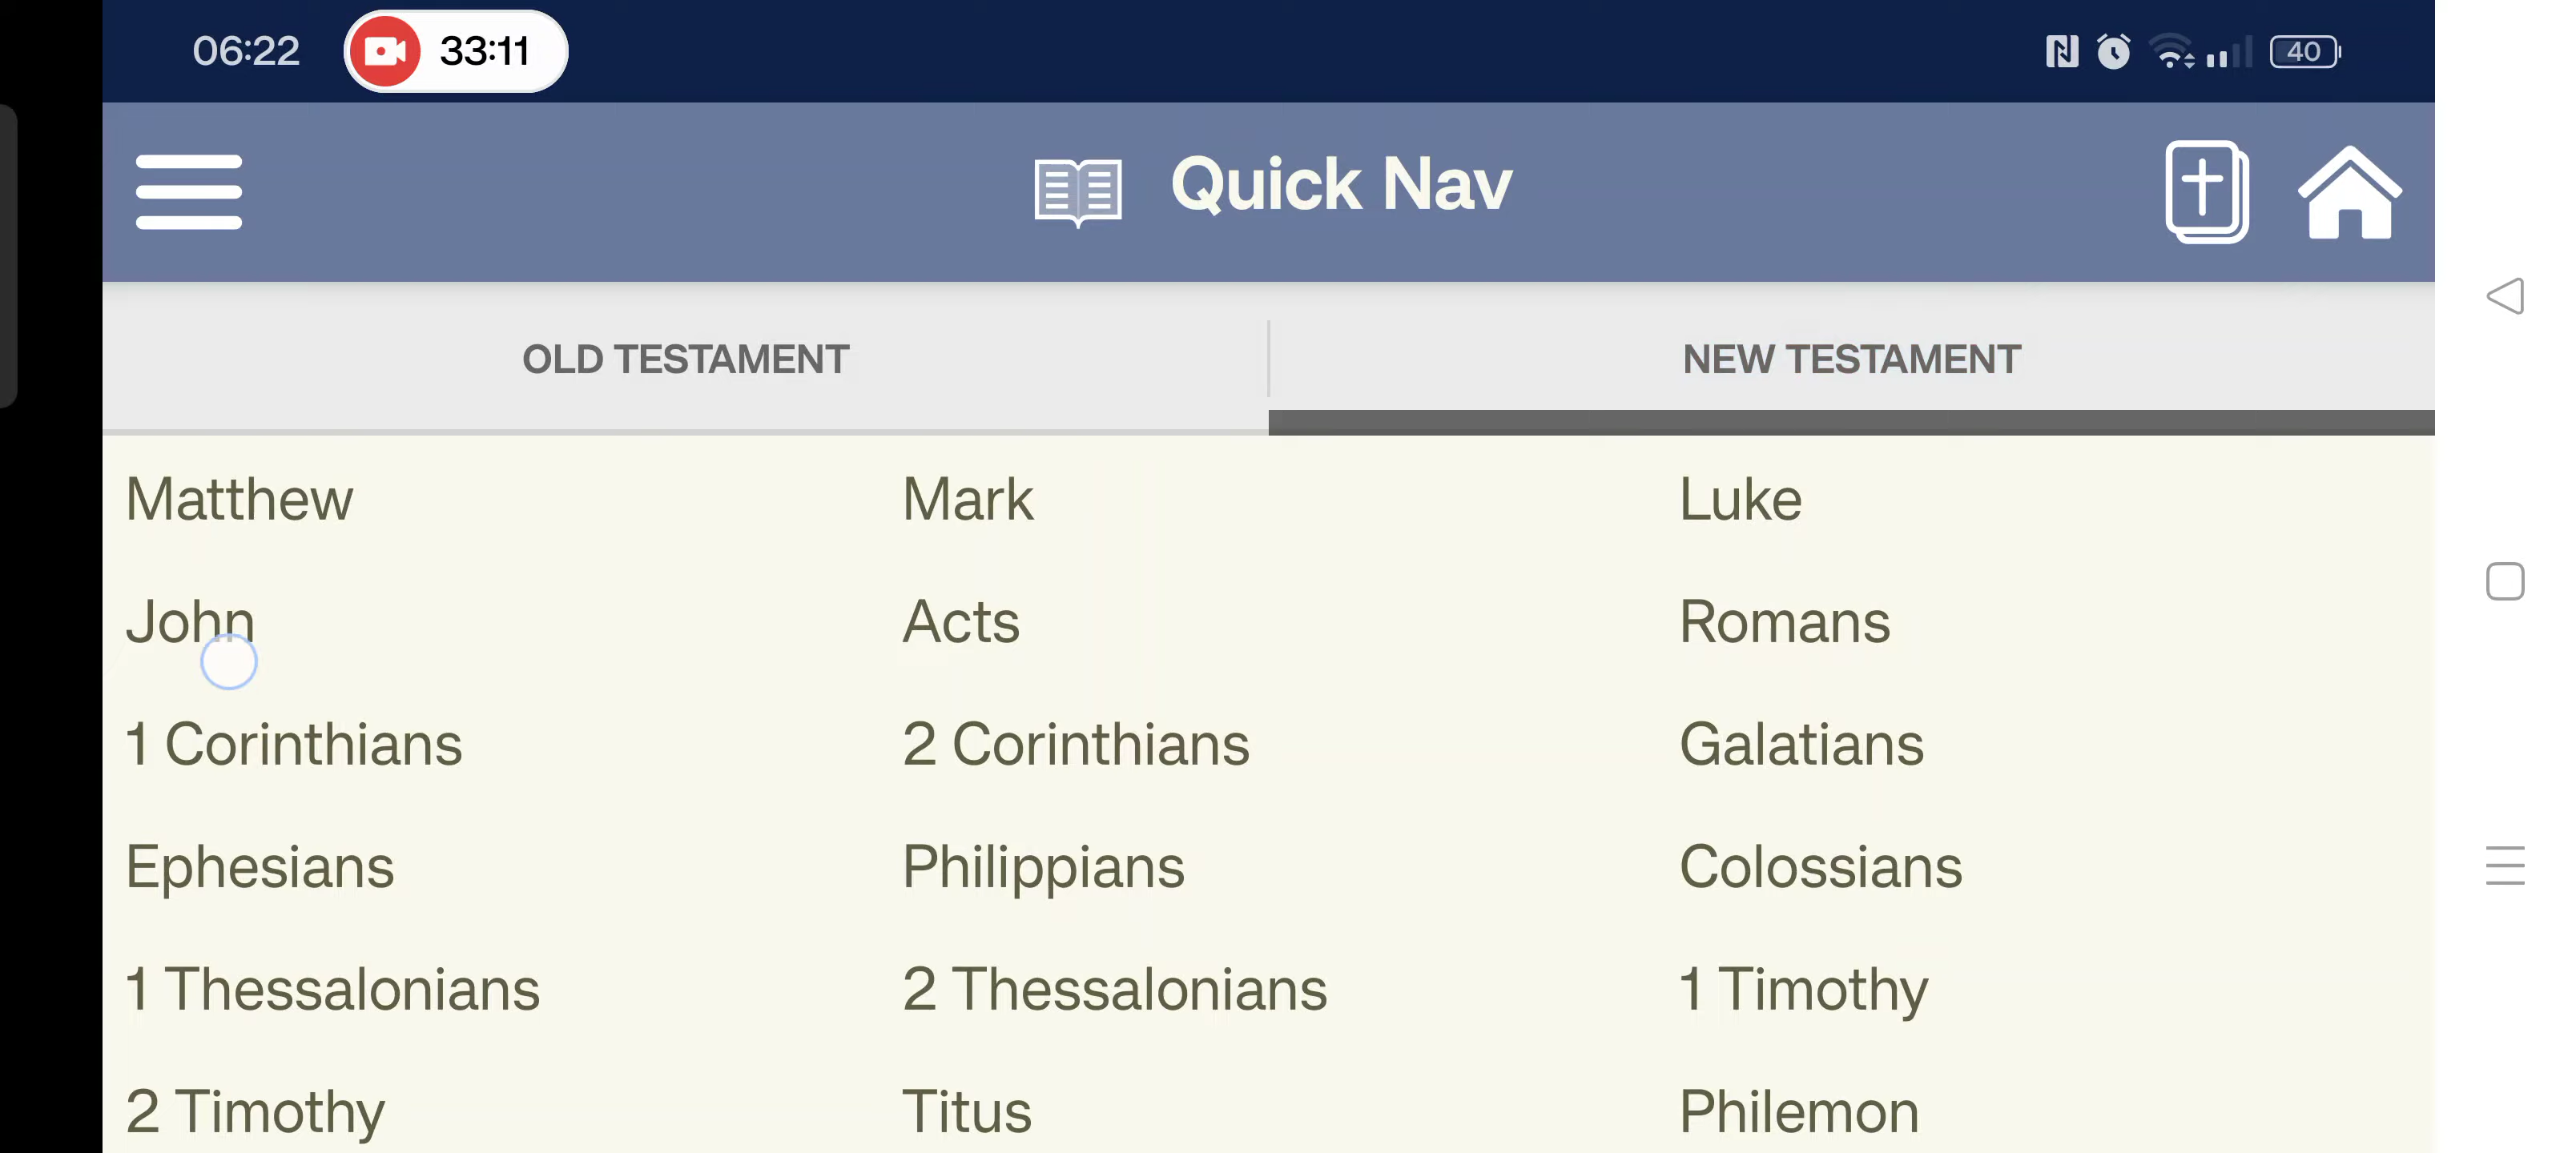 06:22 33:11 40
Quick Nav
OLD TESTAMENT NEW TESTAMENT
Matthew Mark Luke
John Acts Romans
1 Corinthians 2 Corinthians Galatians
Ephesians Philippians Colossians
1 Thessalonians 2 Thessalonians 1 Timothy
2 Timothy Titus Philemon